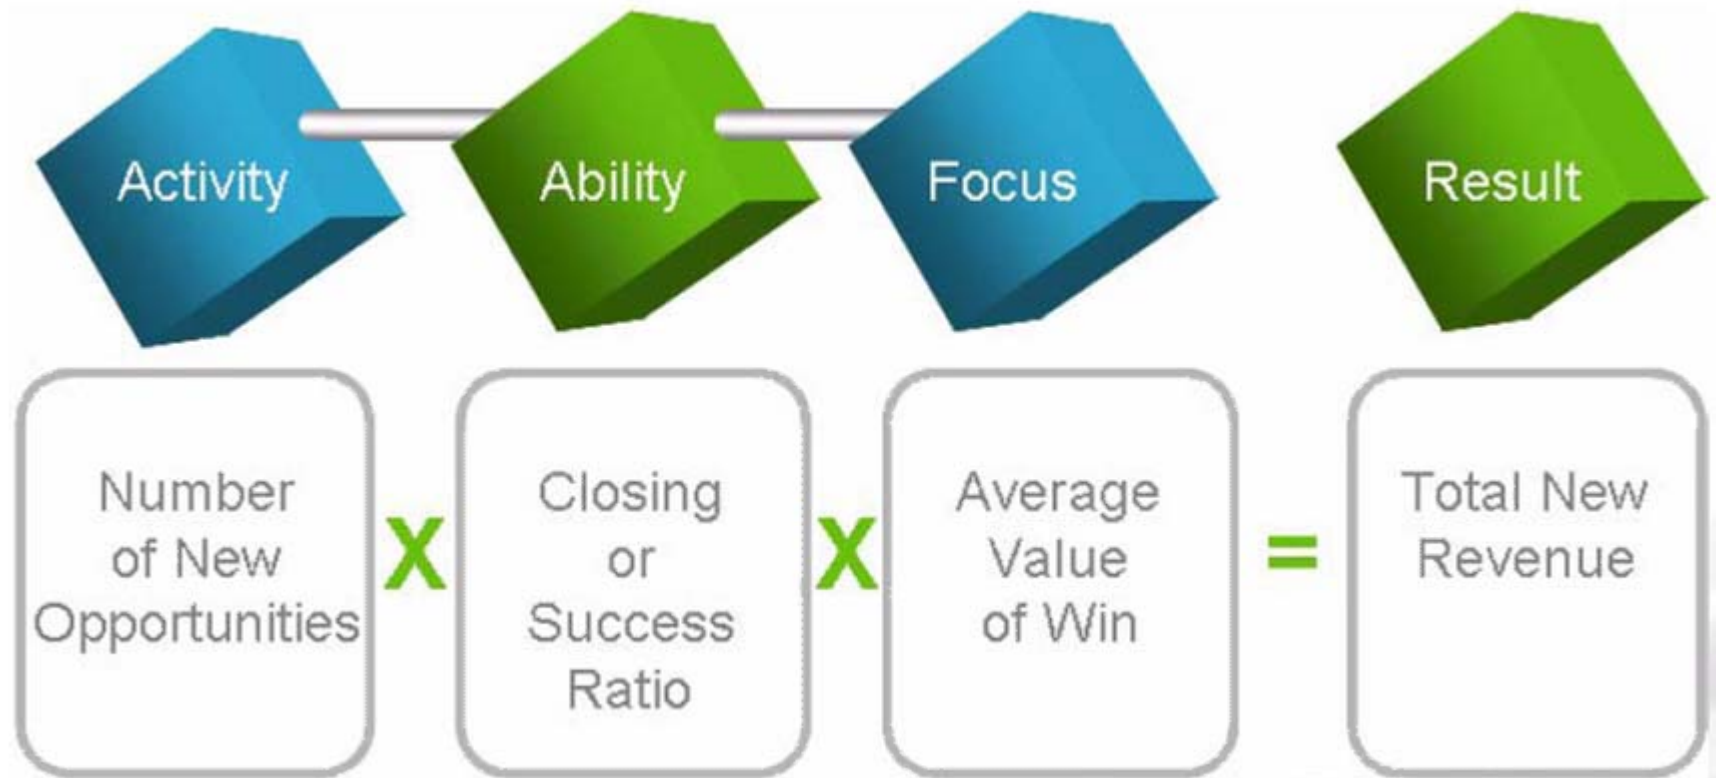 Activity
Ability
Focus
Result
Number
of New
Opportunities
X
Closing
or
Success
Ratio
X
Average
Value
of Win
=
Total New
Revenue